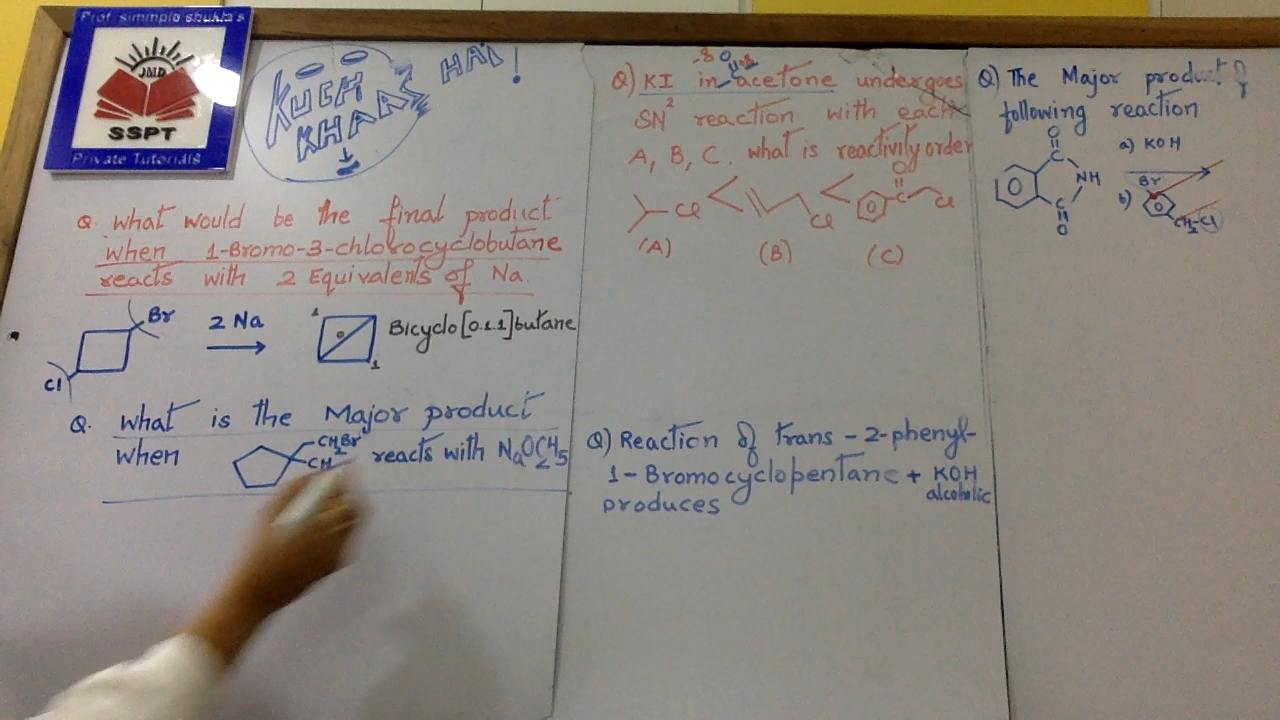 Prof. simmple shukla's
JMD
SSPT
Private Tutorials
KUCH
KHAAS HAI !
Q. What would be the final product
when 1-Bromo-3-chlorocyclobutane
reacts with 2 Equivalents of Na.
Br
Cl
2 Na
1
1
Bicyclo[0.1.1]butane
Q. What is the Major product
when
CH2Br
CH
reacts with NaOC2H5
-δ O
Q) KI in acetone undergoes
SN2 reaction with each
A, B, C. what is reactivity order
Cl < Cl < O Cl
(A) (B) (C)
Q) Reaction of trans - 2-phenyl-
1-Bromocyclopentane + KOH
alcoholic
produces
Q) The Major product of
following reaction
O
C
NH
C
O
a) KOH
b) Br
CH2-Cl